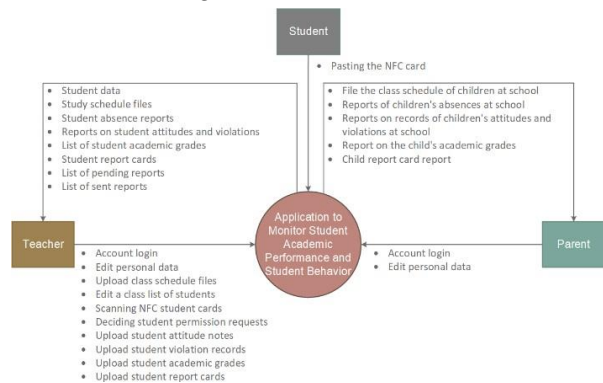 Student
Pasting the NFC card
Student data
Study schedule files
Student absence reports
Reports on student attitudes and violations
List of student academic grades
Student report cards
List of pending reports
List of sent reports
File the class schedule of children at school
Reports of children's absences at school
Reports on records of children's attitudes and
violations at school
Report on the child's academic grades
Child report card report
Teacher
Application to
Monitor Student
Academic
Performance and
Student Behavior
Parent
Account login
Edit personal data
Upload class schedule files
Edit a class list of students
Scanning NFC student cards
Deciding student permission requests
Upload student attitude notes
Upload student violation records
Upload student academic grades
Upload student report cards
Account login
Edit personal data